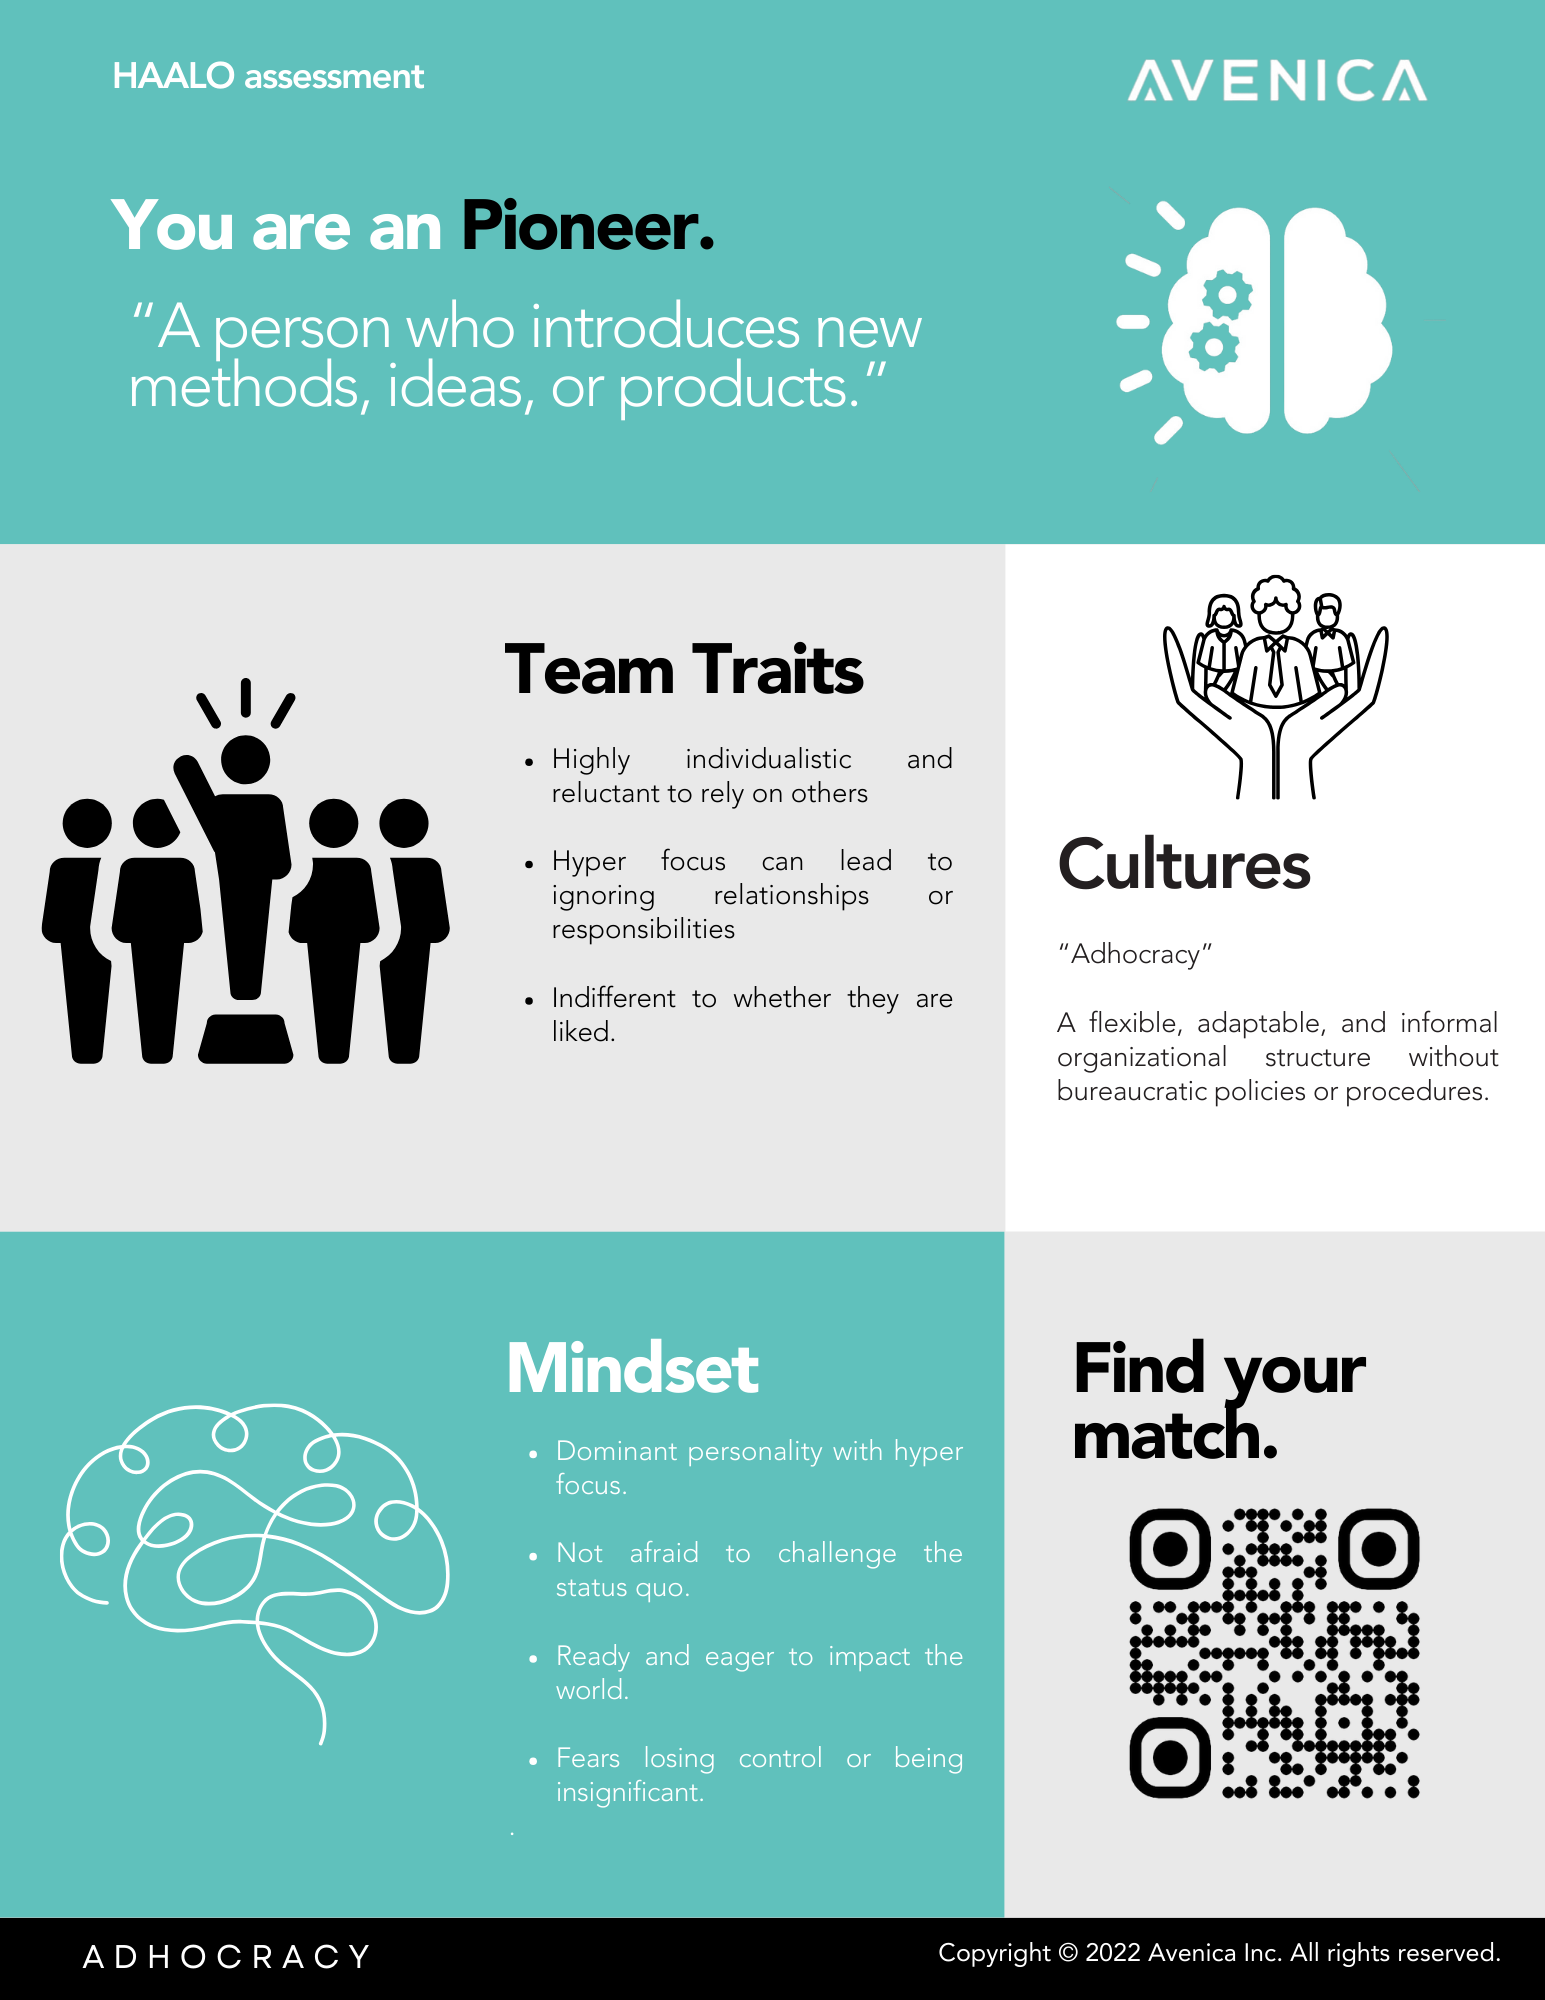 HAALO assessment
AVENICA
You are an Pioneer.
“A person who introduces new
methods, ideas, or products.”
Team Traits
• Highly individualistic and
reluctant to rely on others
• Hyper focus can lead to
ignoring relationships or
responsibilities
• Indifferent to whether they are
liked.
Cultures
“Adhocracy”
A flexible, adaptable, and informal
organizational structure without
bureaucratic policies or procedures.
Mindset
• Dominant personality with hyper
focus.
• Not afraid to challenge the
status quo.
• Ready and eager to impact the
world.
• Fears losing control or being
insignificant.
.
Find your
match.
ADHOCRACY
Copyright © 2022 Avenica Inc. All rights reserved.